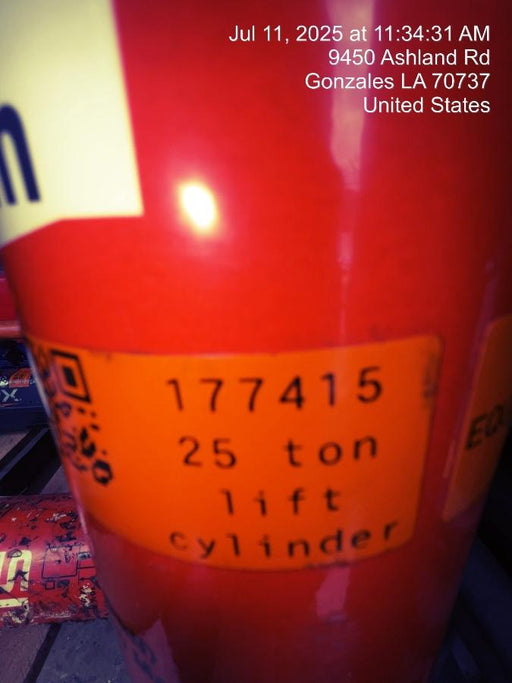 Jul 11, 2025 at 11:34:31 AM
9450 Ashland Rd
Gonzales LA 70737
United States
177415
25 ton
lift
cylinder